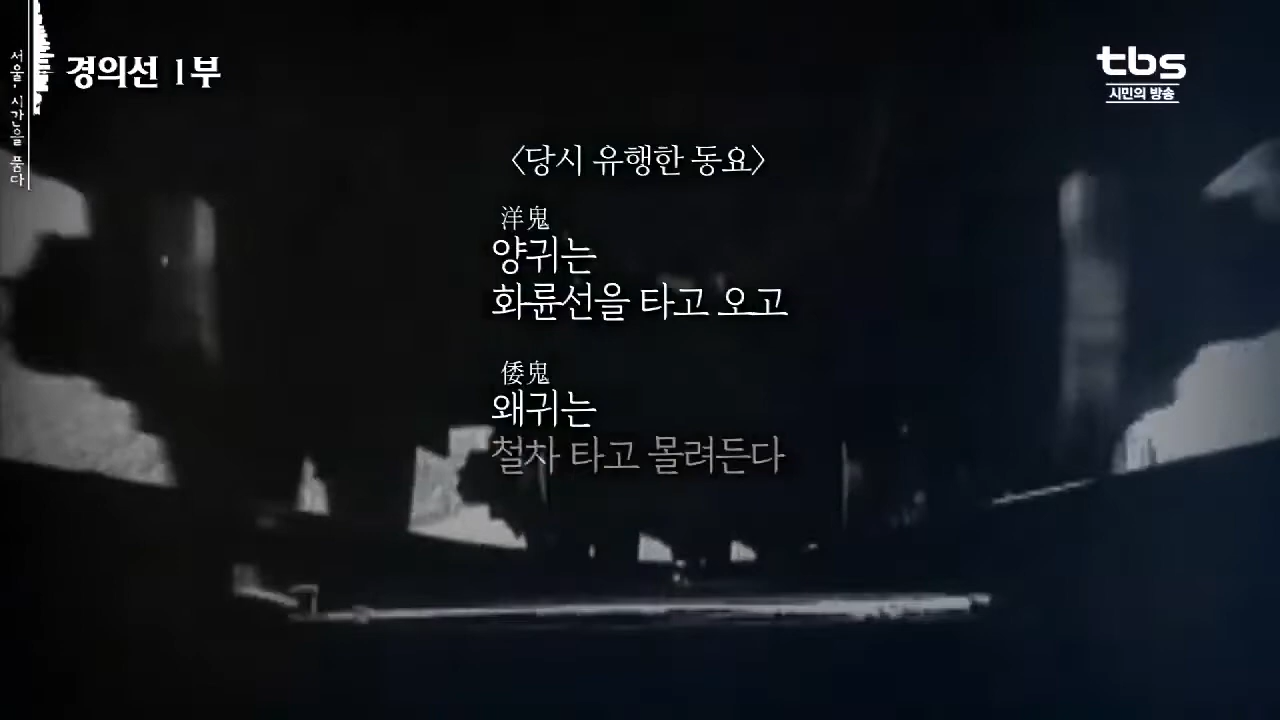 서울, 시간을 품다
경의선 1부
tbs
시민의 방송
〈당시 유행한 동요〉
洋鬼
양귀는
화륜선을 타고 오고
倭鬼
왜귀는
철차 타고 몰려든다